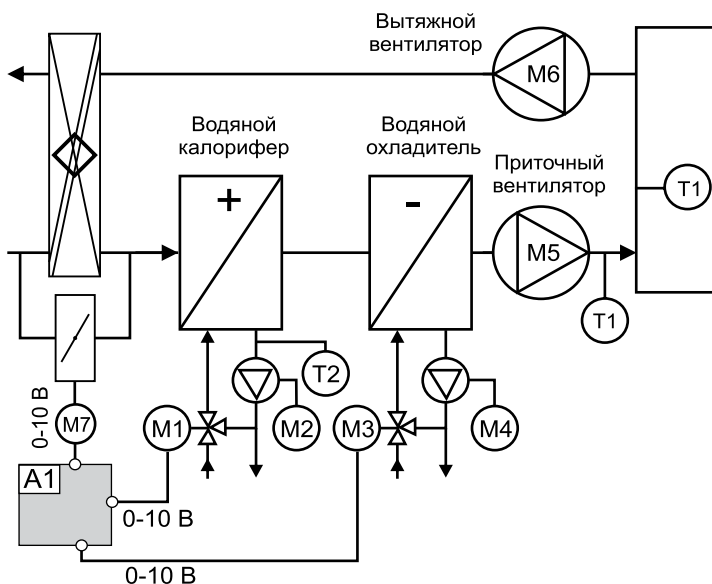 Вытяжной
вентилятор
M6
Водяной
калорифер
Водяной
охладитель
Приточный
вентилятор
T1
+
-
M5
T1
T2
0-10 В
M7
M1
M2
M3
M4
A1
0-10 В
0-10 В